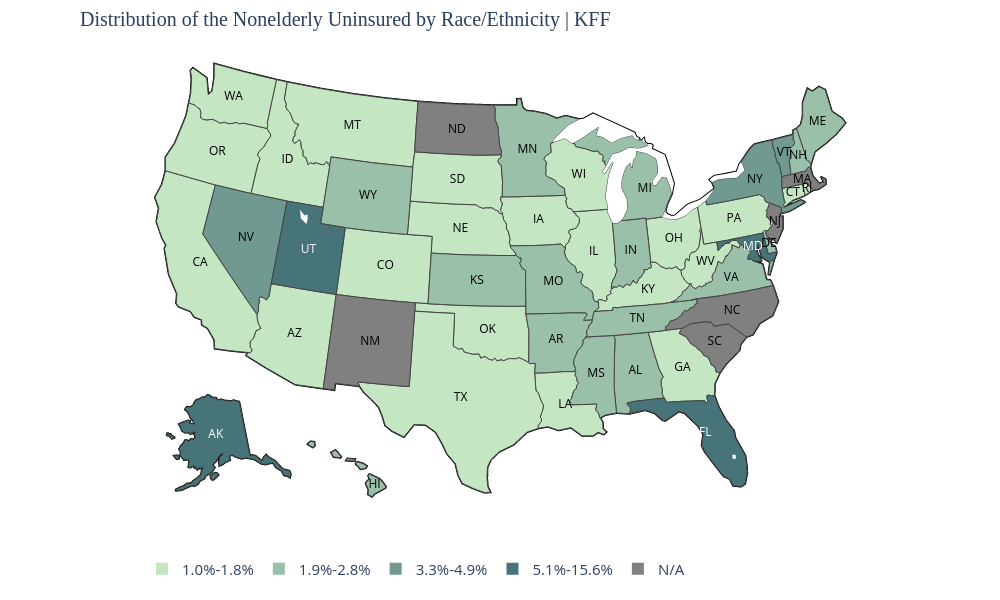 Distribution of the Nonelderly Uninsured by Race/Ethnicity | KFF
WA
MT
ND
MN
ME
OR
ID
SD
WI
MI
VT
NH
NY
MA
CT
RI
WY
NE
IA
PA
NJ
NV
UT
CO
KS
MO
IL
IN
OH
WV
MD
DE
VA
CA
KY
NC
AZ
NM
OK
AR
TN
SC
TX
LA
MS
AL
GA
AK
HI
FL
1.0%-1.8% 1.9%-2.8% 3.3%-4.9% 5.1%-15.6% N/A